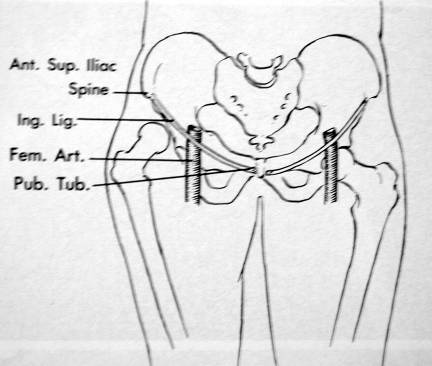 Ant. Sup. Iliac
Spine
Ing. Lig.
Fem. Art.
Pub. Tub.